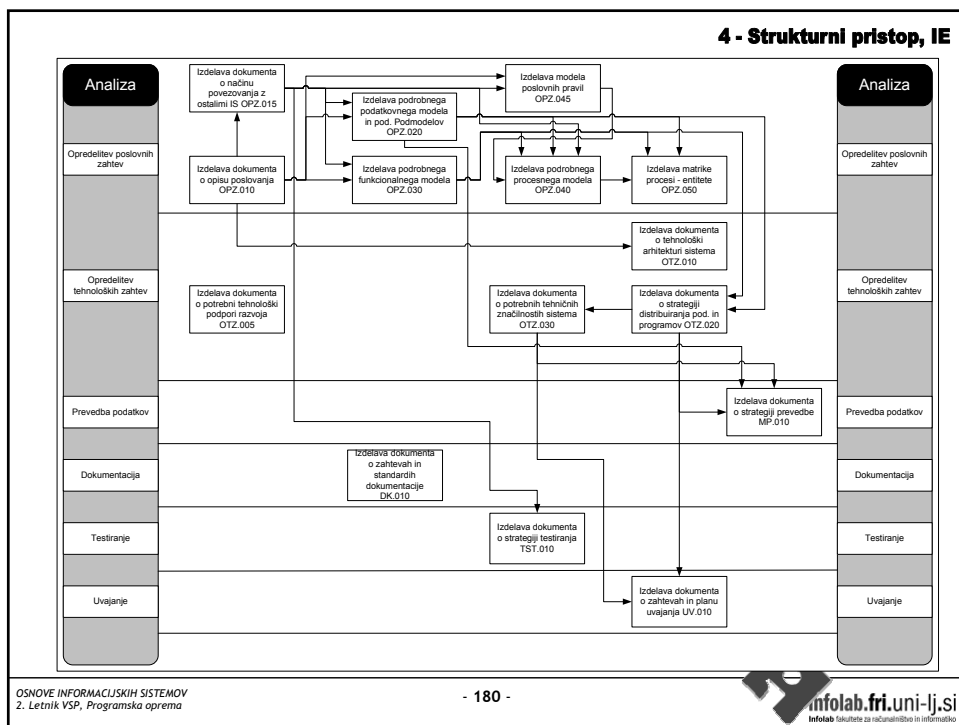 4 - Strukturni pristop, IE
Analiza
Opredelitev poslovnih
zahtev
Opredelitev
tehnoloških zahtev
Prevedba podatkov
Dokumentacija
Testiranje
Uvajanje
Izdelava dokumenta
o načinu
povezovanja z
ostalimi IS OPZ.015
Izdelava modela
poslovnih pravil
OPZ.045
Izdelava podrobnega
podatkovnega modela
in pod. Podmodelov
OPZ.020
Izdelava dokumenta
o opisu poslovanja
OPZ.010
Izdelava podrobnega
funkcionalnega modela
OPZ.030
Izdelava podrobnega
procesnega modela
OPZ.040
Izdelava matrike
procesi - entitete
OPZ.050
Izdelava dokumenta
o tehnološki
arhitekturi sistema
OTZ.010
Izdelava dokumenta
o potrebni tehnološki
podpori razvoja
OTZ.005
Izdelava dokumenta
o potrebnih tehničnih
značilnostih sistema
OTZ.030
Izdelava dokumenta
o strategiji
distribuiranja pod. in
programov OTZ.020
Izdelava dokumenta
o strategiji prevedbe
MP.010
Izdelava dokumenta
o zahtevah in
standardih
dokumentacije
DK.010
Izdelava dokumenta
o strategiji testiranja
TST.010
Izdelava dokumenta
o zahtevah in planu
uvajanja UV.010
Analiza
Opredelitev poslovnih
zahtev
Opredelitev
tehnoloških zahtev
Prevedba podatkov
Dokumentacija
Testiranje
Uvajanje
OSNOVE INFORMACIJSKIH SISTEMOV
2. Letnik VSP, Programska oprema
- 180 -
Infolab.fri.uni-lj.si
Infolab fakultete za računalništvo in informatiko